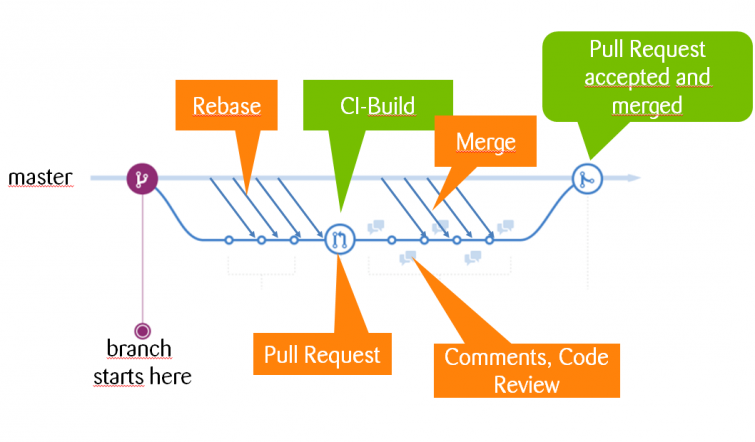 Pull Request
accepted and
merged
Rebase
CI-Build
Merge
master
branch
starts here
Pull Request
Comments, Code
Review